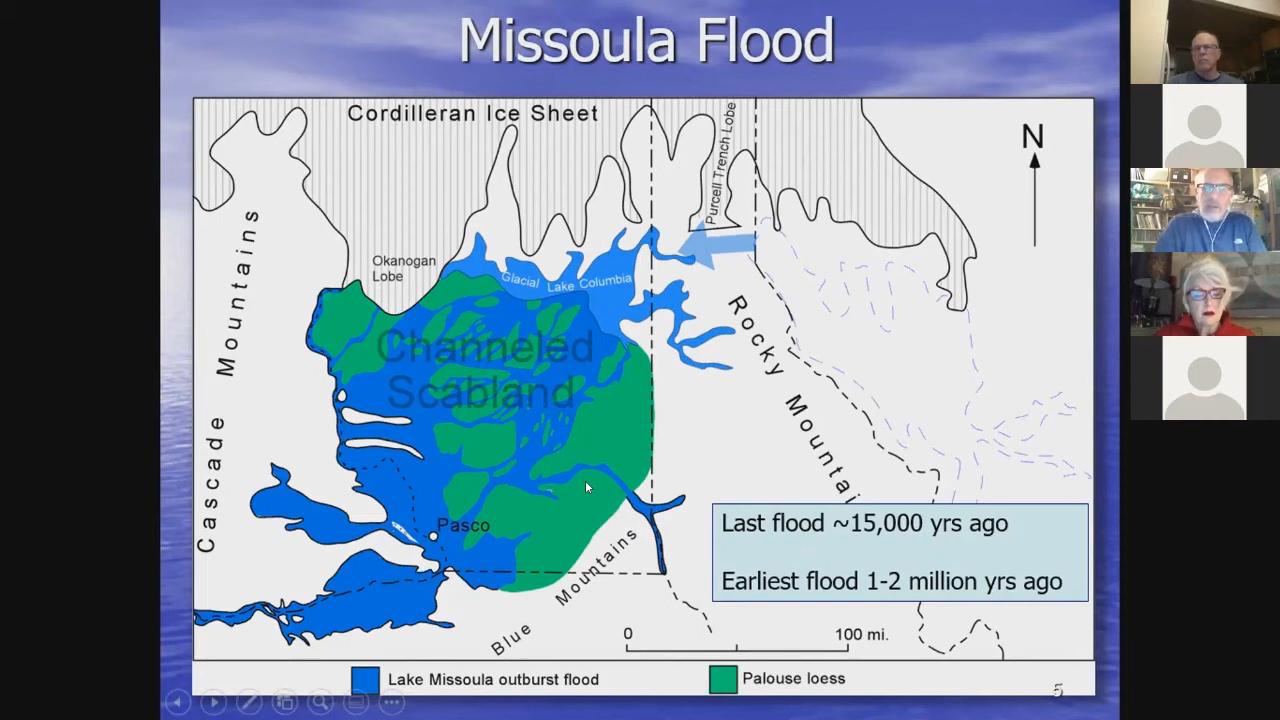 Missoula Flood
Cordilleran Ice Sheet
Purcell Trench Lobe
N
Cascade Mountains
Okanogan
Lobe
Glacial Lake Columbia
Channeled
Scabland
Rocky Mountai
Pasco
Blue Mountains
Last flood ~15,000 yrs ago
Earliest flood 1-2 million yrs ago
0 100 mi.
Lake Missoula outburst flood
Palouse loess
5